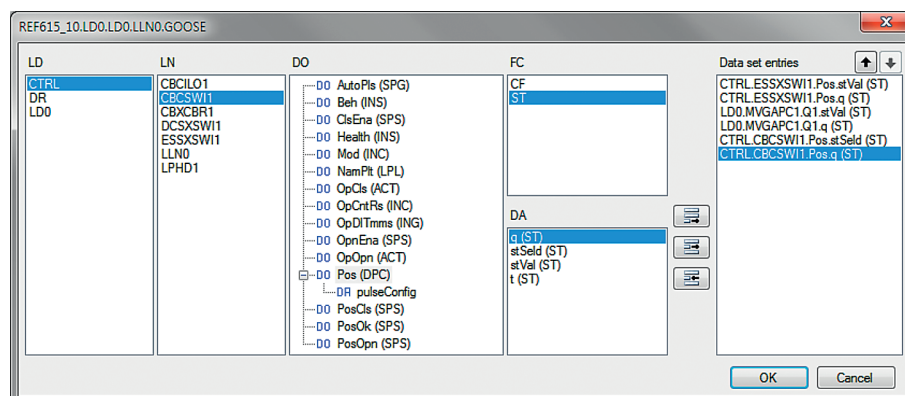 REF615_10.LD0.LD0.LLN0.GOOSE
LD
CTRL
DR
LD0
LN
CBCILO1
CBCSWI1
CBXCBR1
DCSXSWI1
ESSXSWI1
LLN0
LPHD1
DO
DO AutoPls (SPG)
DO Beh (INS)
DO ClsEna (SPS)
DO Health (INS)
DO Mod (INC)
DO NamPlt (LPL)
DO OpCls (ACT)
DO OpCntRs (INC)
DO OpDlTmms (ING)
DO OpnEna (SPS)
DO OpOpn (ACT)
DO Pos (DPC)
DA pulseConfig
DO PosCls (SPS)
DO PosOk (SPS)
DO PosOpn (SPS)
FC
CF
ST
DA
q (ST)
stSeld (ST)
stVal (ST)
t (ST)
Data set entries
CTRL.ESSXSWI1.Pos.stVal (ST)
CTRL.ESSXSWI1.Pos.q (ST)
LD0.MVGAPC1.Q1.stVal (ST)
LD0.MVGAPC1.Q1.q (ST)
CTRL.CBCSWI1.Pos.stSeld (ST)
CTRL.CBCSWI1.Pos.q (ST)
OK
Cancel